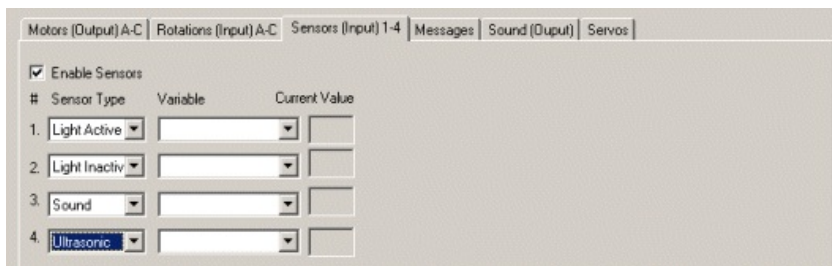 Motors (Output) A-C Rotations (Input) A-C Sensors (Input) 1-4 Messages Sound (Ouput) Servos
Enable Sensors
# Sensor Type Variable Current Value
1. Light Active
2. Light Inactiv
3. Sound
4. Ultrasonic